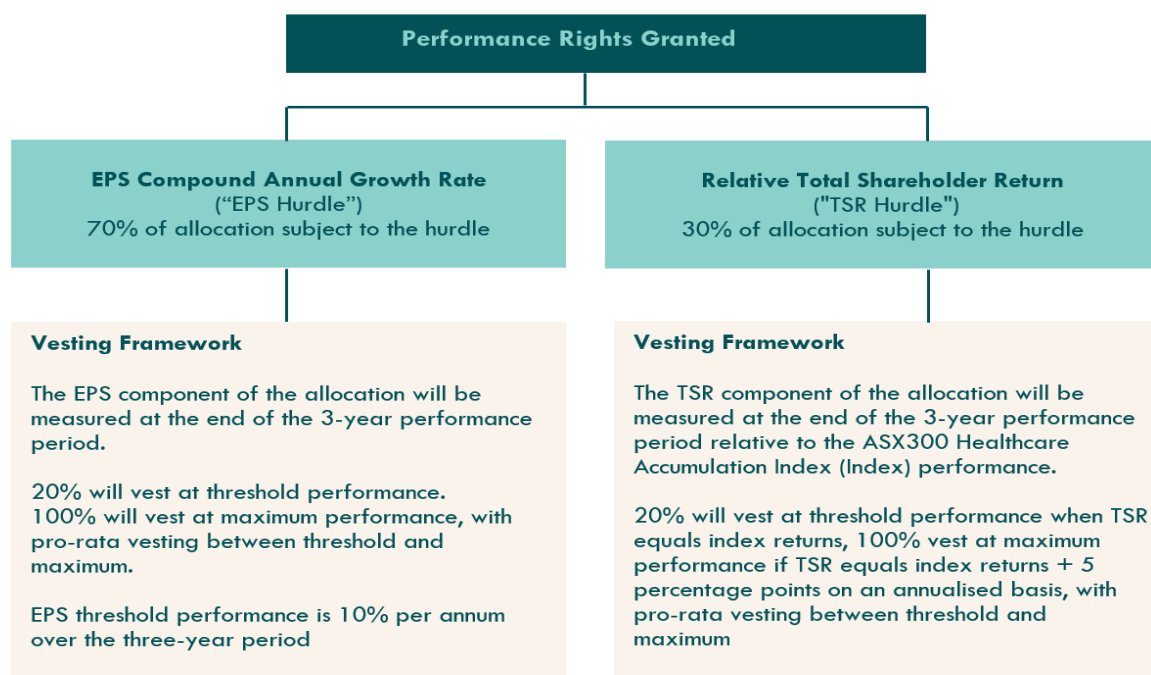 Performance Rights Granted
EPS Compound Annual Growth Rate
(“EPS Hurdle”)
70% of allocation subject to the hurdle
Relative Total Shareholder Return
("TSR Hurdle")
30% of allocation subject to the hurdle
Vesting Framework
The EPS component of the allocation will be
measured at the end of the 3-year performance
period.
20% will vest at threshold performance.
100% will vest at maximum performance, with
pro-rata vesting between threshold and
maximum.
EPS threshold performance is 10% per annum
over the three-year period
Vesting Framework
The TSR component of the allocation will be
measured at the end of the 3-year performance
period relative to the ASX300 Healthcare
Accumulation Index (Index) performance.
20% will vest at threshold performance when TSR
equals index returns, 100% vest at maximum
performance if TSR equals index returns + 5
percentage points on an annualised basis, with
pro-rata vesting between threshold and
maximum